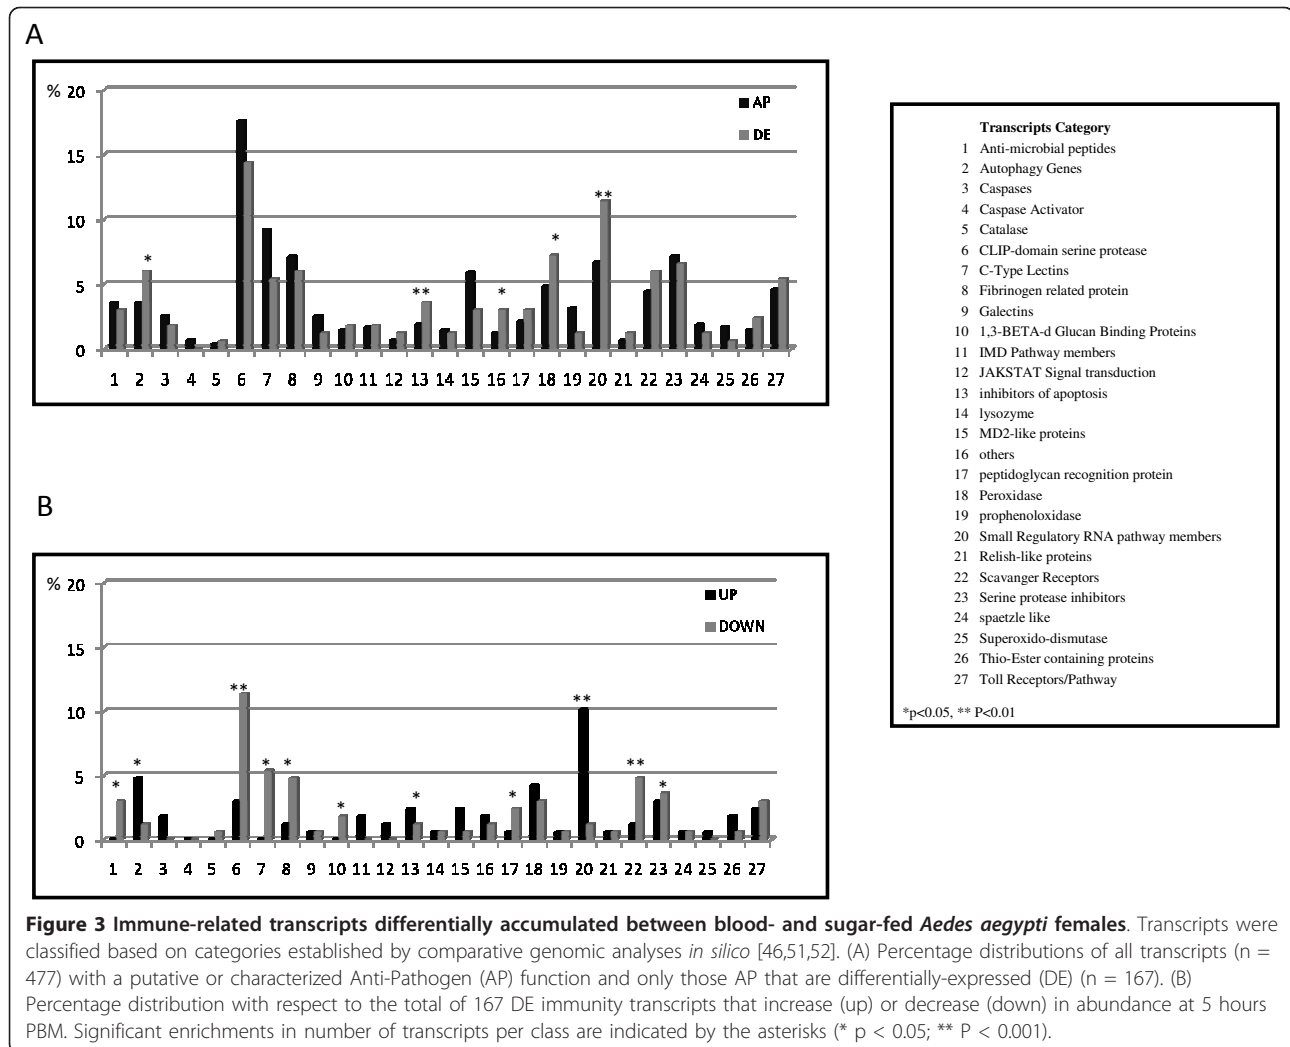 A
% 20
15
10
5
0
AP
DE
*
**
*
*
**
1 2 3 4 5 6 7 8 9 10 11 12 13 14 15 16 17 18 19 20 21 22 23 24 25 26 27
Transcripts Category
1 Anti-microbial peptides
2 Autophagy Genes
3 Caspases
4 Caspase Activator
5 Catalase
6 CLIP-domain serine protease
7 C-Type Lectins
8 Fibrinogen related protein
9 Galectins
10 1,3-BETA-d Glucan Binding Proteins
11 IMD Pathway members
12 JAKSTAT Signal transduction
13 inhibitors of apoptosis
14 lysozyme
15 MD2-like proteins
16 others
17 peptidoglycan recognition protein
18 Peroxidase
19 prophenoloxidase
20 Small Regulatory RNA pathway members
21 Relish-like proteins
22 Scavanger Receptors
23 Serine protease inhibitors
24 spaetzle like
25 Superoxido-dismutase
26 Thio-Ester containing proteins
27 Toll Receptors/Pathway
*p<0.05, ** P<0.01
B
% 20
15
10
5
0
UP
DOWN
*
*
**
*
*
*
*
*
**
**
*
1 2 3 4 5 6 7 8 9 10 11 12 13 14 15 16 17 18 19 20 21 22 23 24 25 26 27
Figure 3 Immune-related transcripts differentially accumulated between blood- and sugar-fed Aedes aegypti females. Transcripts were
classified based on categories established by comparative genomic analyses in silico [46,51,52]. (A) Percentage distributions of all transcripts (n =
477) with a putative or characterized Anti-Pathogen (AP) function and only those AP that are differentially-expressed (DE) (n = 167). (B)
Percentage distribution with respect to the total of 167 DE immunity transcripts that increase (up) or decrease (down) in abundance at 5 hours
PBM. Significant enrichments in number of transcripts per class are indicated by the asterisks (* p < 0.05; ** P < 0.001).